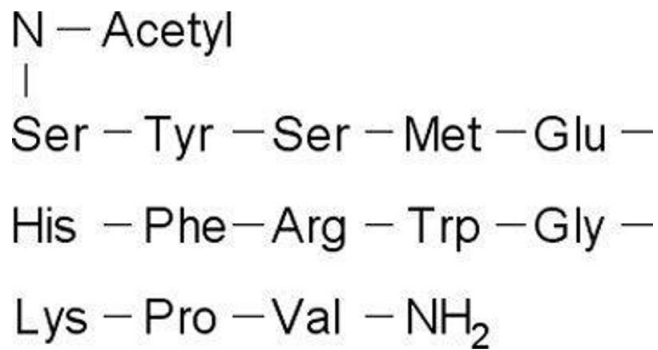 N – Acetyl
|
Ser – Tyr – Ser – Met – Glu –
His – Phe – Arg – Trp – Gly –
Lys – Pro – Val – NH₂